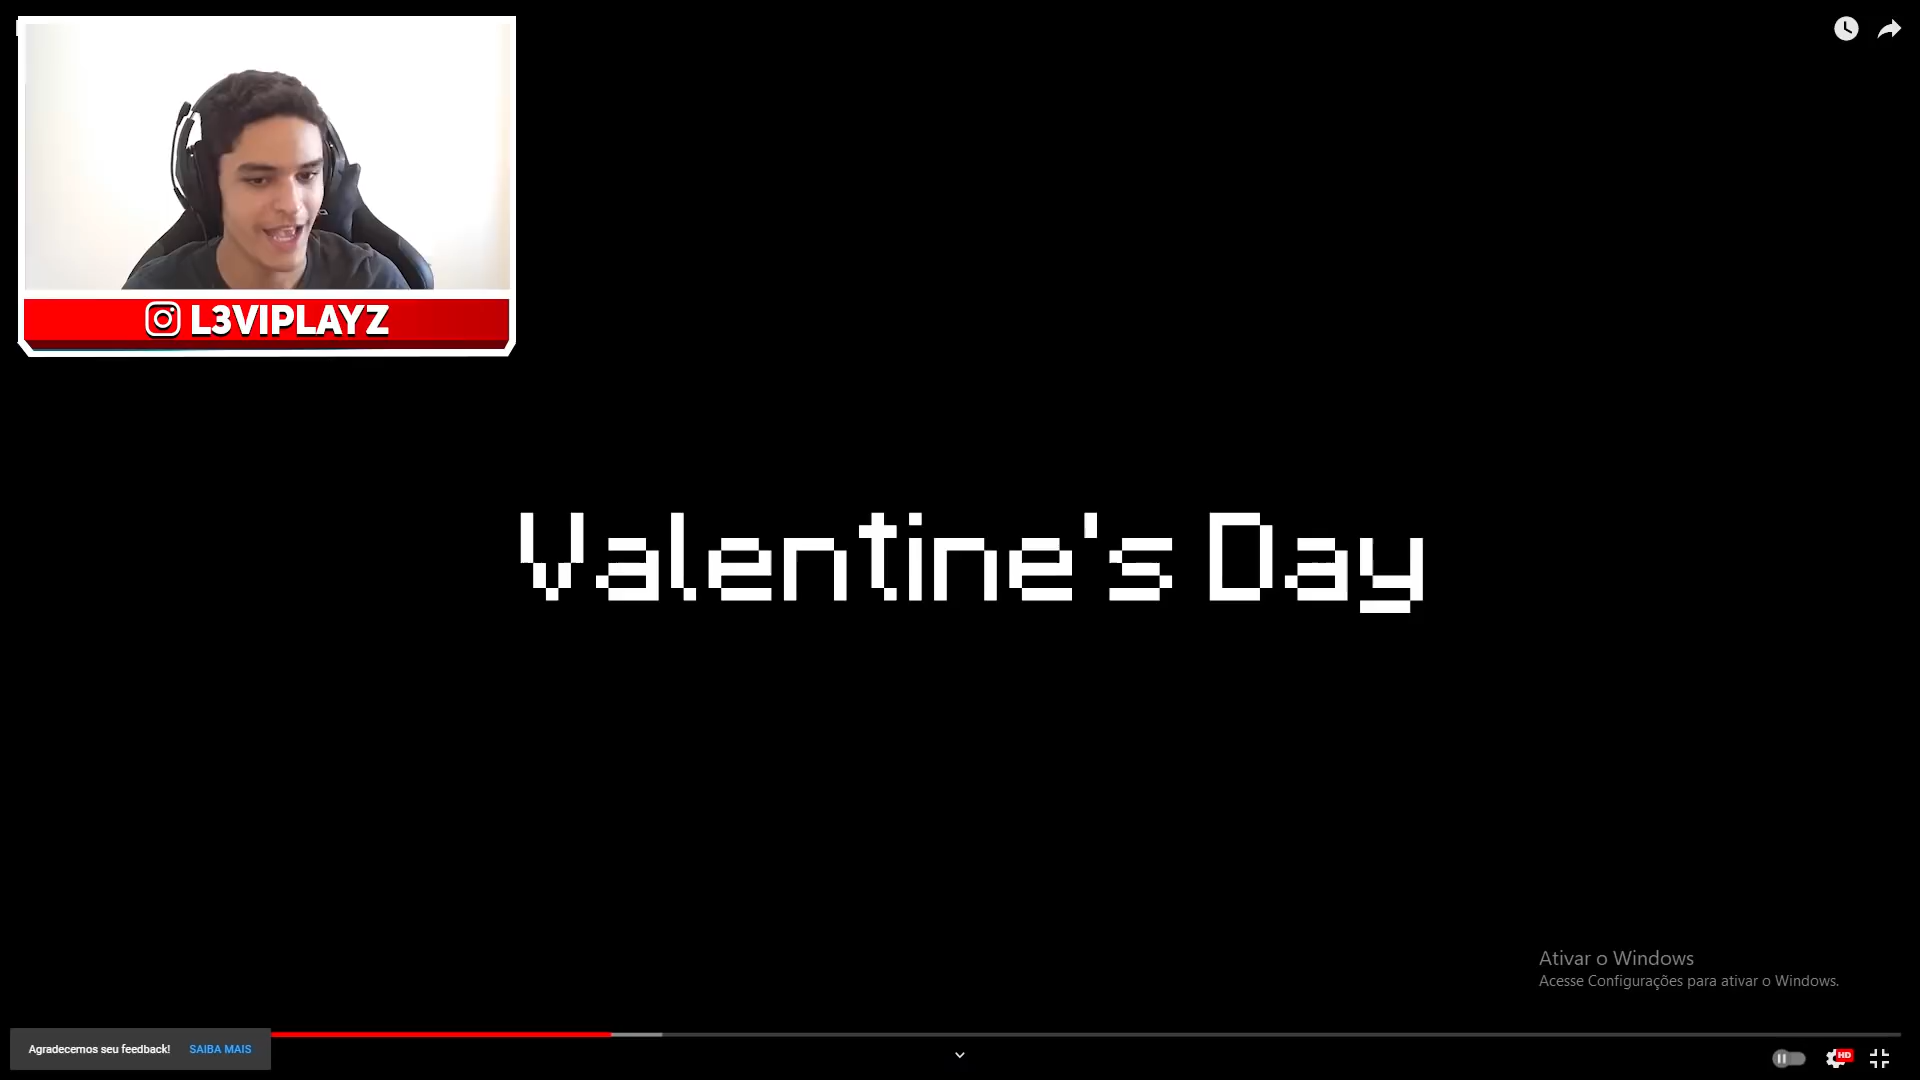 L3VIPLAYZ
Valentine's Day
Ativar o Windows
Acesse Configurações para ativar o Windows.
Agradecemos seu feedback! SAIBA MAIS
HD